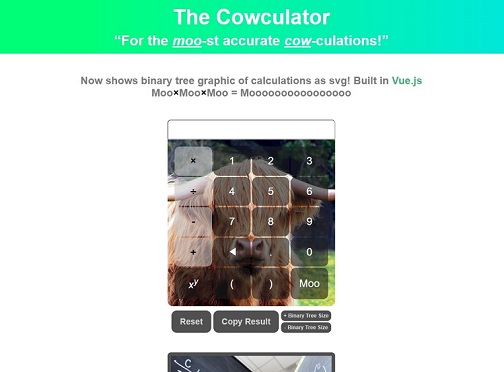 The Cowculator
“For the moo-st accurate cow-culations!”
Now shows binary tree graphic of calculations as svg! Built in Vue.js
Moo×Moo×Moo = Moooooooooooooooo
× 1 2 3
÷ 4 5 6
- 7 8 9
+ ◀ . 0
xʸ ( ) Moo
Reset Copy Result
+ Binary Tree Size
- Binary Tree Size